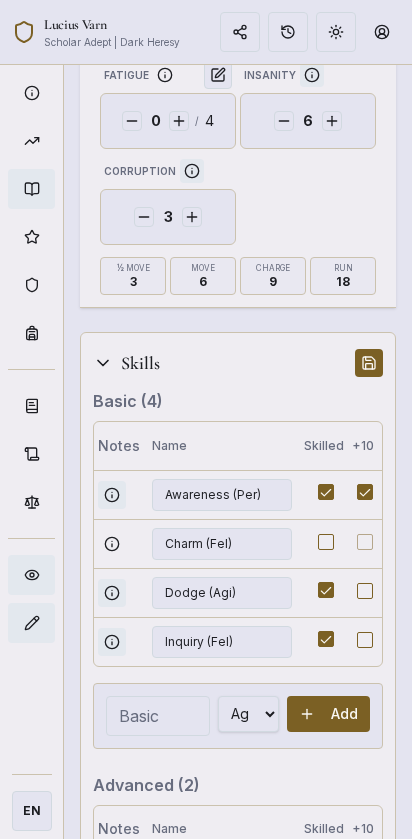 Lucius Varn
Scholar Adept | Dark Heresy
FATIGUE INSANITY
0 / 4 6
CORRUPTION
3
½ MOVE MOVE CHARGE RUN
3 6 9 18
Skills
Basic (4)
Notes Name Skilled +10
Awareness (Per)
Charm (Fel)
Dodge (Agi)
Inquiry (Fel)
Basic Ag Add
Advanced (2)
Notes Name Skilled +10
EN